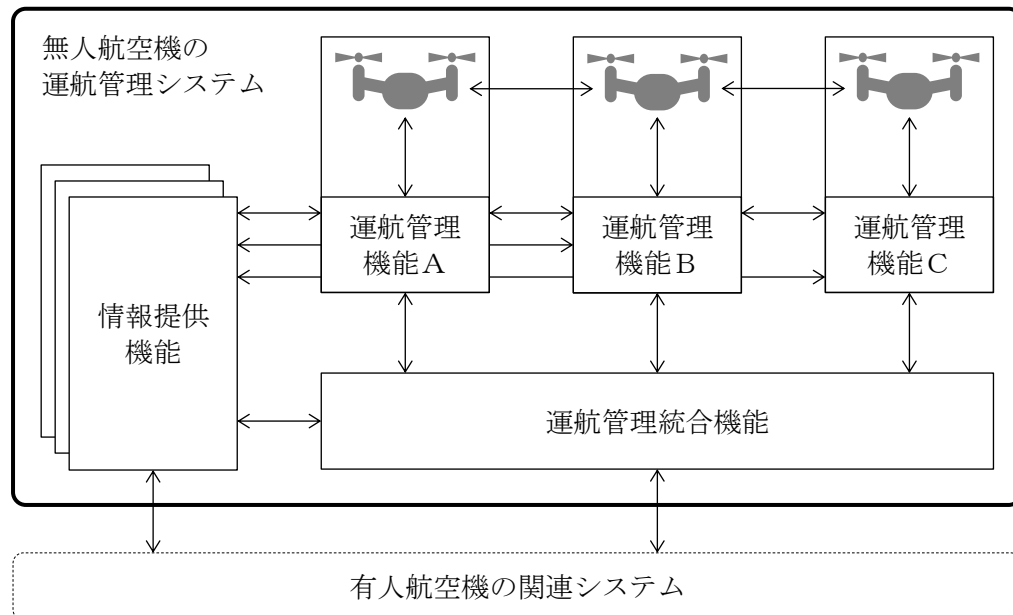 無人航空機の
運航管理システム
運航管理
機能A
運航管理
機能B
運航管理
機能C
情報提供
機能
運航管理統合機能
有人航空機の関連システム